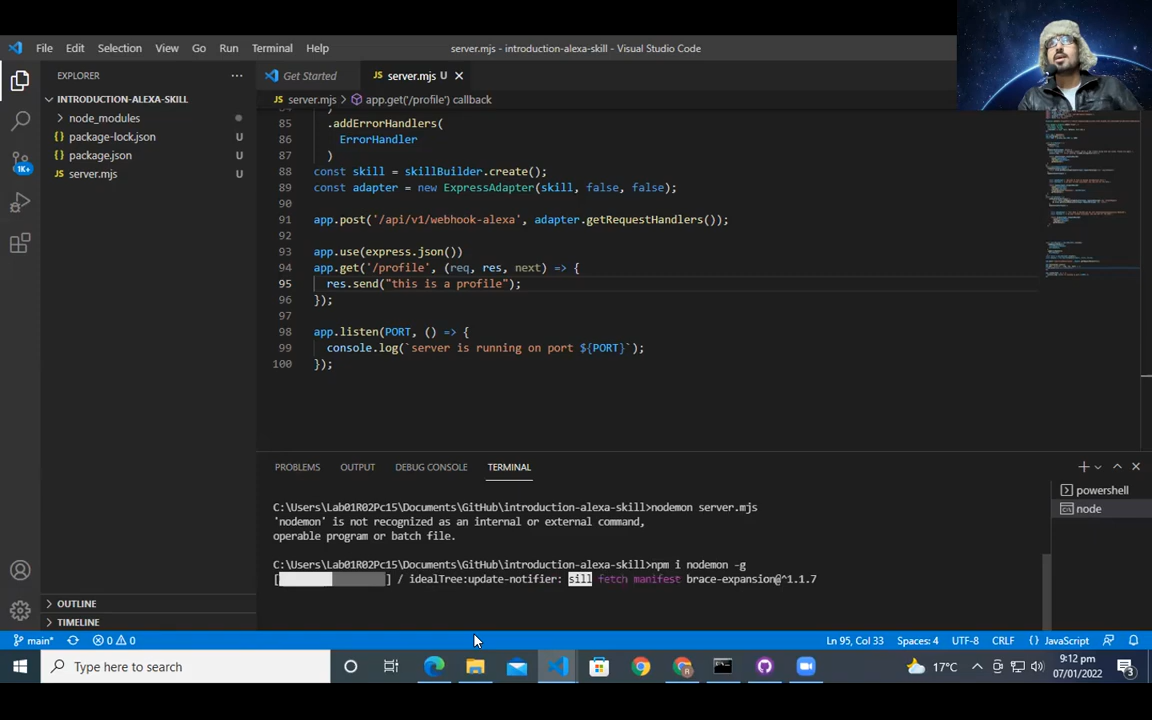 File Edit Selection View Go Run Terminal Help
server.mjs - introduction-alexa-skill - Visual Studio Code
EXPLORER
Get Started
server.mjs U
INTRODUCTION-ALEXA-SKILL
node_modules
package-lock.json U
package.json U
server.mjs U
1K+
server.mjs > app.get('/profile') callback
85 .addErrorHandlers(
86 ErrorHandler
87 )
88 const skill = skillBuilder.create();
89 const adapter = new ExpressAdapter(skill, false, false);
90
91 app.post('/api/v1/webhook-alexa', adapter.getRequestHandlers());
92
93 app.use(express.json())
94 app.get('/profile', (req, res, next) => {
95 res.send("this is a profile");
96 });
97
98 app.listen(PORT, () => {
99 console.log(`server is running on port ${PORT}`);
100 });
PROBLEMS OUTPUT DEBUG CONSOLE TERMINAL
powershell
node
C:\Users\Lab01R02Pc15\Documents\GitHub\introduction-alexa-skill>nodemon server.mjs
'nodemon' is not recognized as an internal or external command,
operable program or batch file.
C:\Users\Lab01R02Pc15\Documents\GitHub\introduction-alexa-skill>npm i nodemon -g
[ ] / idealTree:update-notifier: sill fetch manifest brace-expansion@^1.1.7
OUTLINE
TIMELINE
main* 0 0
Ln 95, Col 33 Spaces: 4 UTF-8 CRLF JavaScript
Type here to search
17°C
9:12 pm
07/01/2022
3